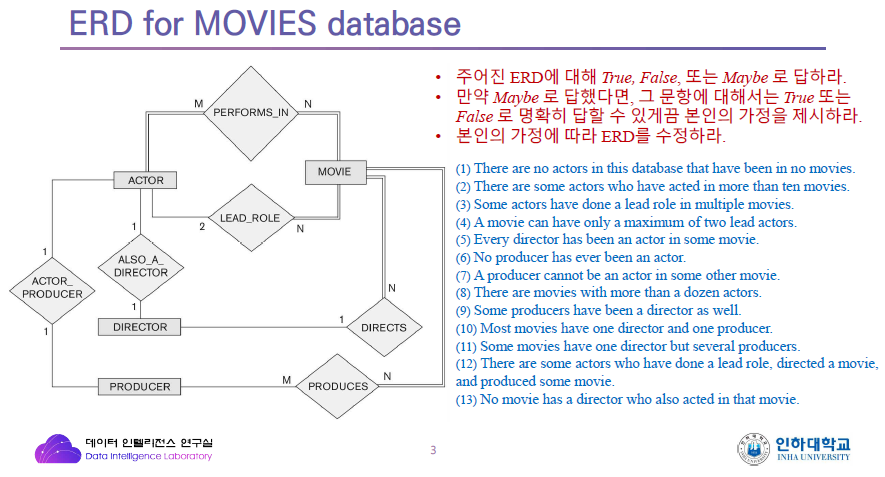 ERD for MOVIES database
• 주어진 ERD에 대해 True, False, 또는 Maybe 로 답하라.
• 만약 Maybe 로 답했다면, 그 문항에 대해서는 True 또는
False 로 명확히 답할 수 있게끔 본인의 가정을 제시하라.
• 본인의 가정에 따라 ERD를 수정하라.
M
PERFORMS_IN
N
ACTOR
MOVIE
LEAD_ROLE
2
N
1
1
ALSO_A_
DIRECTOR
ACTOR_
PRODUCER
1
1
N
DIRECTOR
1
DIRECTS
PRODUCER
M
PRODUCES
N
(1) There are no actors in this database that have been in no movies.
(2) There are some actors who have acted in more than ten movies.
(3) Some actors have done a lead role in multiple movies.
(4) A movie can have only a maximum of two lead actors.
(5) Every director has been an actor in some movie.
(6) No producer has ever been an actor.
(7) A producer cannot be an actor in some other movie.
(8) There are movies with more than a dozen actors.
(9) Some producers have been a director as well.
(10) Most movies have one director and one producer.
(11) Some movies have one director but several producers.
(12) There are some actors who have done a lead role, directed a movie,
and produced some movie.
(13) No movie has a director who also acted in that movie.
데이터 인텔리전스 연구실
Data Intelligence Laboratory
3
인하대학교
INHA UNIVERSITY